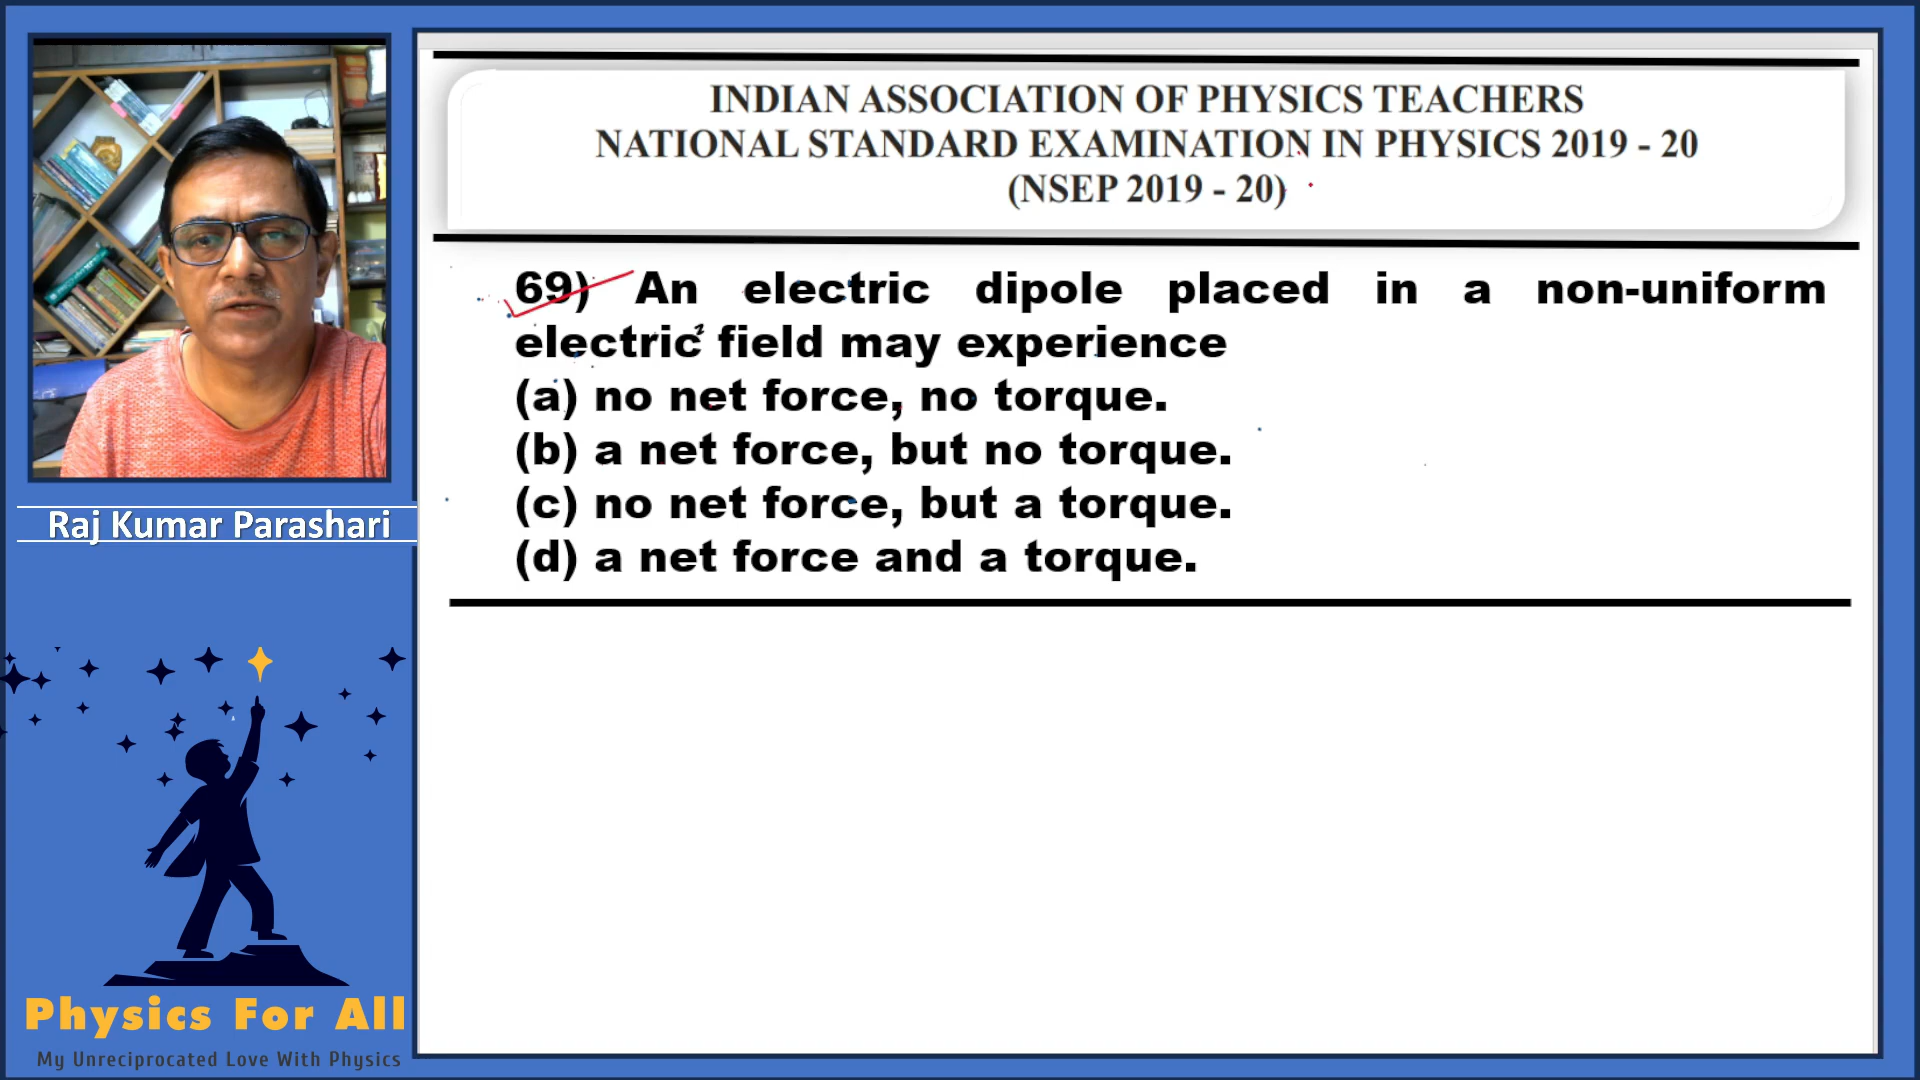 INDIAN ASSOCIATION OF PHYSICS TEACHERS
NATIONAL STANDARD EXAMINATION IN PHYSICS 2019 - 20
(NSEP 2019 - 20)
69) An electric dipole placed in a non-uniform
electric field may experience
(a) no net force, no torque.
(b) a net force, but no torque.
(c) no net force, but a torque.
(d) a net force and a torque.
Raj Kumar Parashari
Physics For All
My Unreciprocated Love With Physics